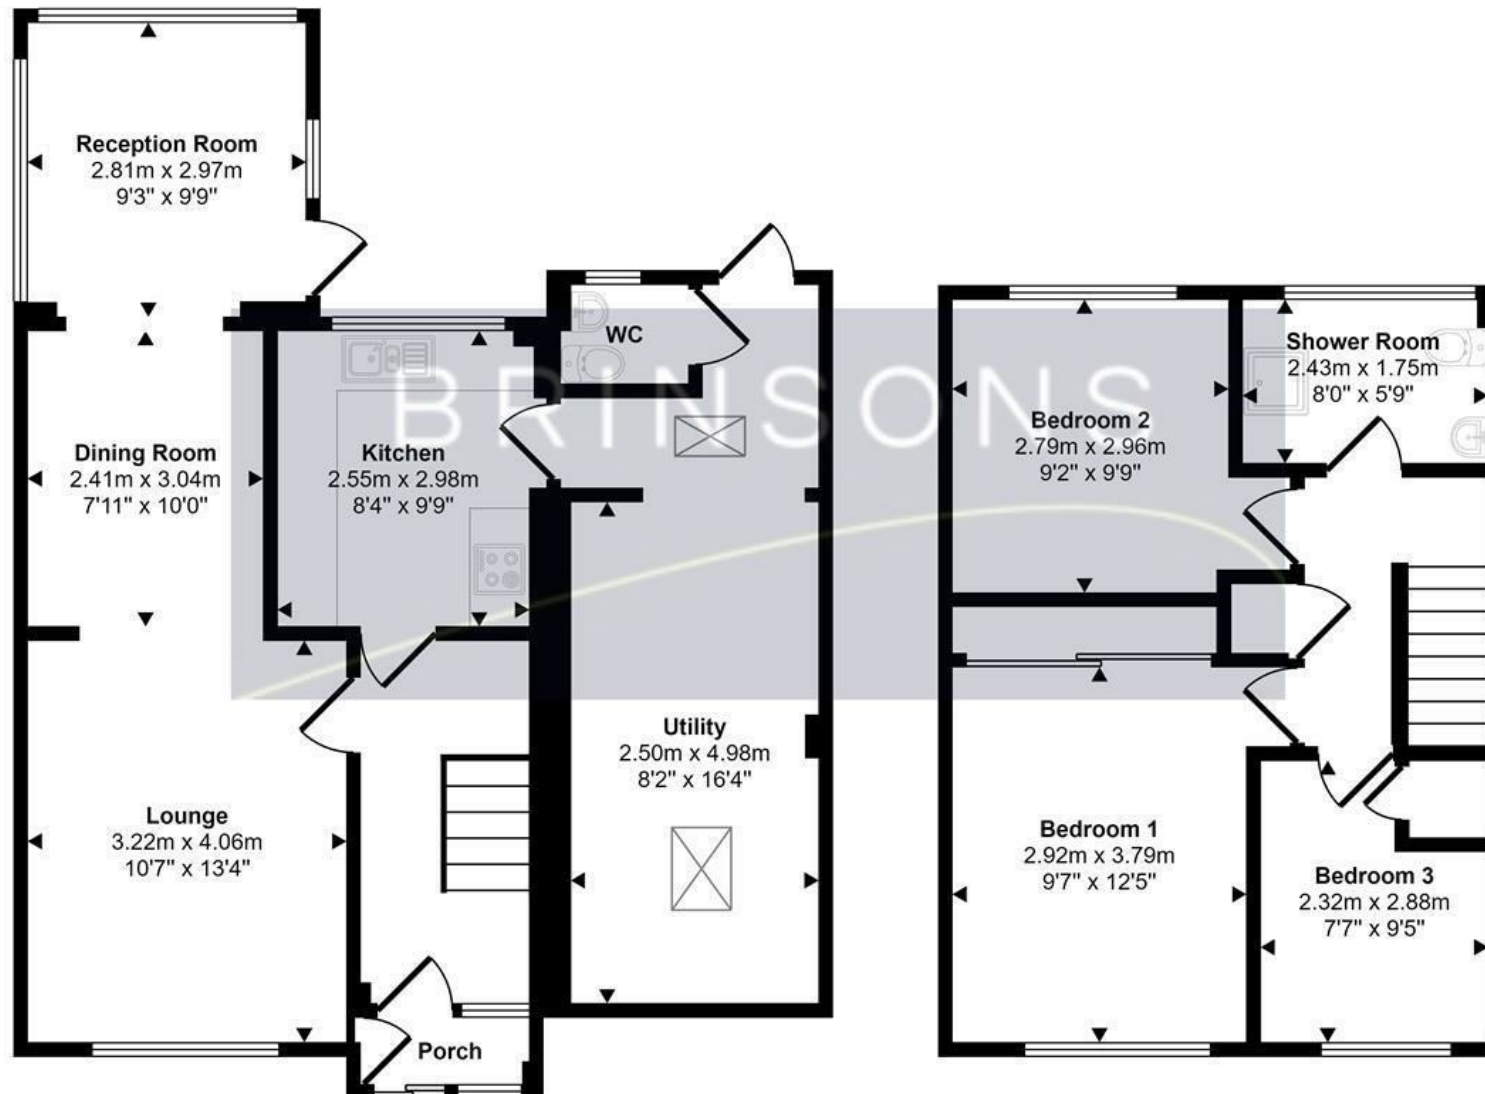 Reception Room
2.81m x 2.97m
9'3" x 9'9"
WC
Shower Room
2.43m x 1.75m
8'0" x 5'9"
BRINSONS
Dining Room
2.41m x 3.04m
7'11" x 10'0"
Kitchen
2.55m x 2.98m
8'4" x 9'9"
Bedroom 2
2.79m x 2.96m
9'2" x 9'9"
Utility
2.50m x 4.98m
8'2" x 16'4"
Lounge
3.22m x 4.06m
10'7" x 13'4"
Bedroom 1
2.92m x 3.79m
9'7" x 12'5"
Bedroom 3
2.32m x 2.88m
7'7" x 9'5"
Porch